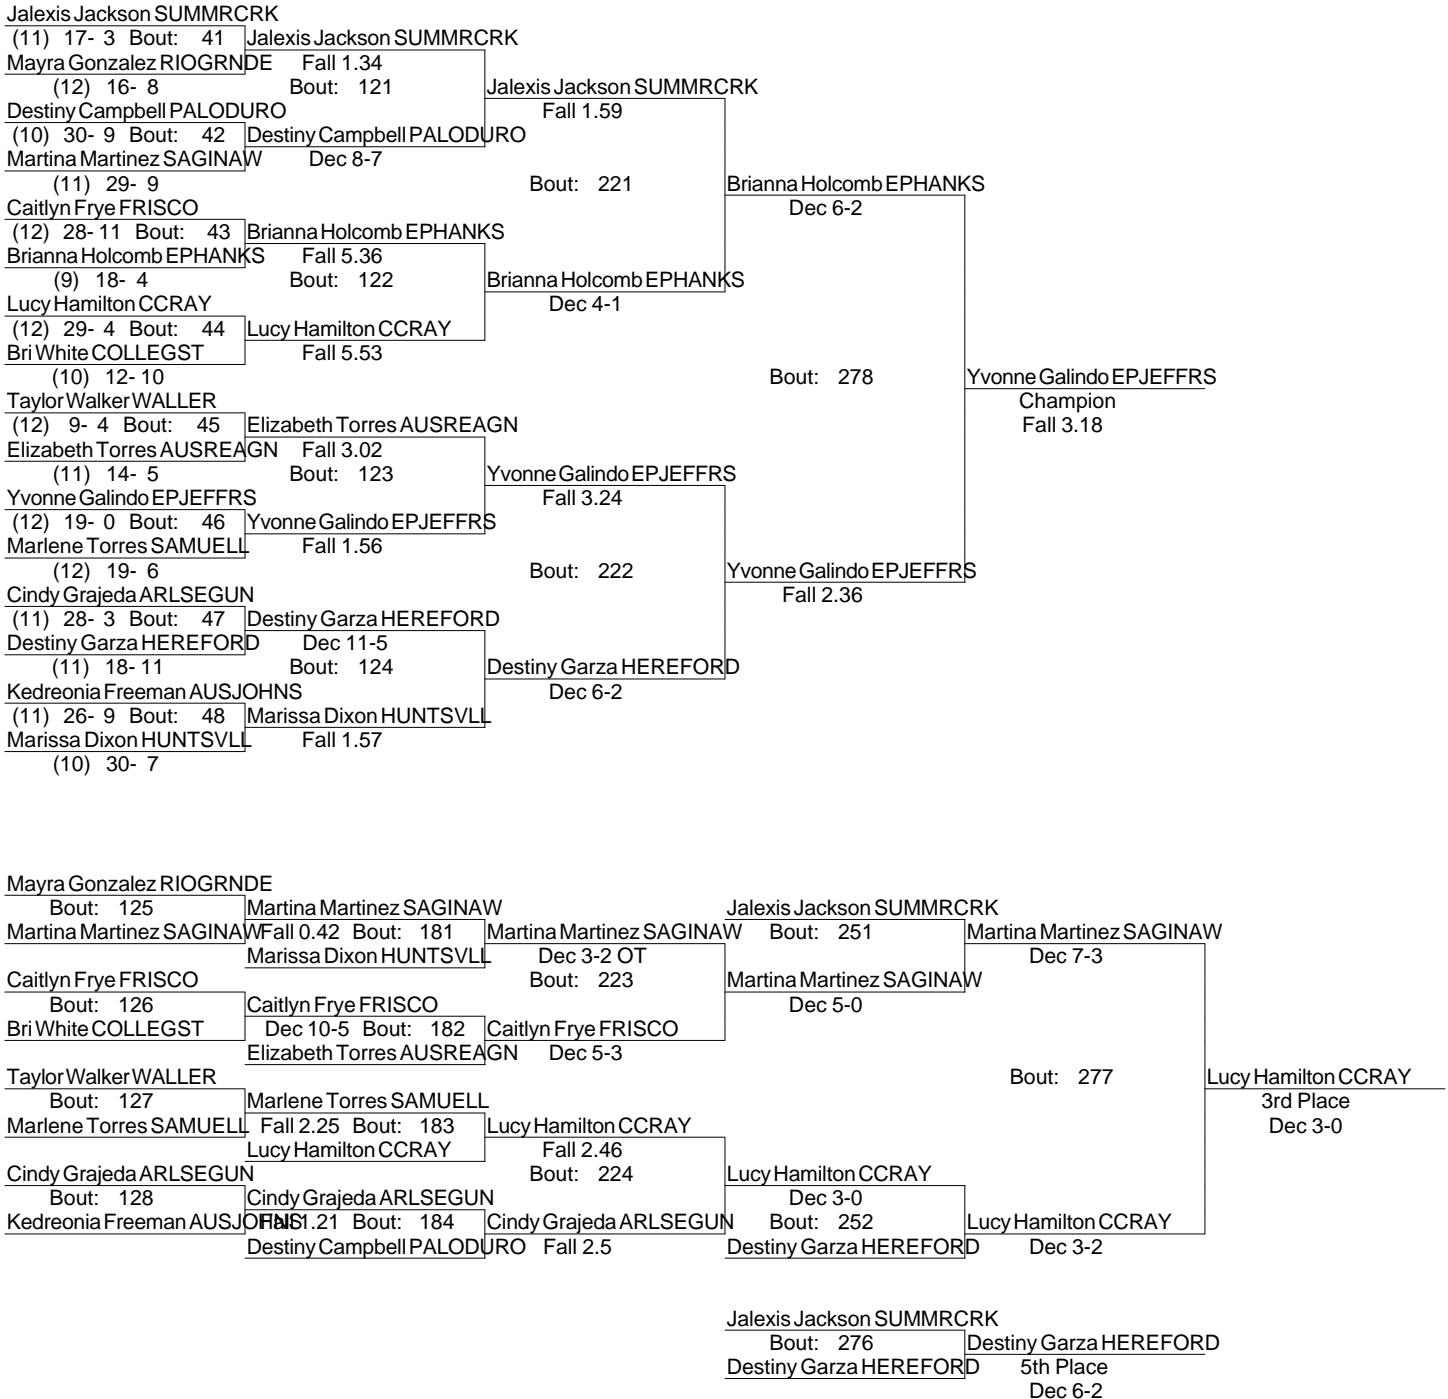 Jalexis Jackson SUMMRCRK
(11) 17- 3 Bout: 41 Jalexis Jackson SUMMRCRK
Mayra Gonzalez RIOGRNDE Fall 1.34
(12) 16- 8 Bout: 121 Jalexis Jackson SUMMRCRK
Destiny Campbell PALODURO Fall 1.59
(10) 30- 9 Bout: 42 Destiny Campbell PALODURO
Martina Martinez SAGINAW Dec 8-7
(11) 29- 9 Bout: 221 Brianna Holcomb EPHANKS
Caitlyn Frye FRISCO Dec 6-2
(12) 28- 11 Bout: 43 Brianna Holcomb EPHANKS
Brianna Holcomb EPHANKS Fall 5.36
(9) 18- 4 Bout: 122 Brianna Holcomb EPHANKS
Lucy Hamilton CCRAY Dec 4-1
(12) 29- 4 Bout: 44 Lucy Hamilton CCRAY
Bri White COLLEGST Fall 5.53
(10) 12- 10 Bout: 278 Yvonne Galindo EPJEFFRS
Taylor Walker WALLER Champion
(12) 9- 4 Bout: 45 Elizabeth Torres AUSREAGN Fall 3.18
Elizabeth Torres AUSREAGN Fall 3.02
(11) 14- 5 Bout: 123 Yvonne Galindo EPJEFFRS
Yvonne Galindo EPJEFFRS Fall 3.24
(12) 19- 0 Bout: 46 Yvonne Galindo EPJEFFRS
Marlene Torres SAMUELL Fall 1.56
(12) 19- 6 Bout: 222 Yvonne Galindo EPJEFFRS
Cindy Grajeda ARLSEGUN Fall 2.36
(11) 28- 3 Bout: 47 Destiny Garza HEREFORD
Destiny Garza HEREFORD Dec 11-5
(11) 18- 11 Bout: 124 Destiny Garza HEREFORD
Kedreonia Freeman AUSJOHNS Dec 6-2
(11) 26- 9 Bout: 48 Marissa Dixon HUNTSVLL
Marissa Dixon HUNTSVLL Fall 1.57
(10) 30- 7
Mayra Gonzalez RIOGRNDE
Bout: 125 Martina Martinez SAGINAW Jalexis Jackson SUMMRCRK
Martina Martinez SAGINAW Fall 0.42 Bout: 181 Martina Martinez SAGINAW Bout: 251 Martina Martinez SAGINAW
Marissa Dixon HUNTSVLL Dec 3-2 OT Dec 7-3
Caitlyn Frye FRISCO Bout: 223 Martina Martinez SAGINAW
Bout: 126 Caitlyn Frye FRISCO Dec 5-0
Bri White COLLEGST Dec 10-5 Bout: 182 Caitlyn Frye FRISCO
Elizabeth Torres AUSREAGN Dec 5-3
Taylor Walker WALLER Bout: 277 Lucy Hamilton CCRAY
Bout: 127 Marlene Torres SAMUELL 3rd Place
Marlene Torres SAMUELL Fall 2.25 Bout: 183 Lucy Hamilton CCRAY Dec 3-0
Lucy Hamilton CCRAY Fall 2.46
Cindy Grajeda ARLSEGUN Bout: 224 Lucy Hamilton CCRAY
Bout: 128 Cindy Grajeda ARLSEGUN Dec 3-0
Kedreonia Freeman AUSJOHNS Fall 1.21 Bout: 184 Cindy Grajeda ARLSEGUN Bout: 252 Lucy Hamilton CCRAY
Destiny Campbell PALODURO Fall 2.5 Destiny Garza HEREFORD Dec 3-2
Jalexis Jackson SUMMRCRK
Bout: 276 Destiny Garza HEREFORD
Destiny Garza HEREFORD 5th Place
Dec 6-2